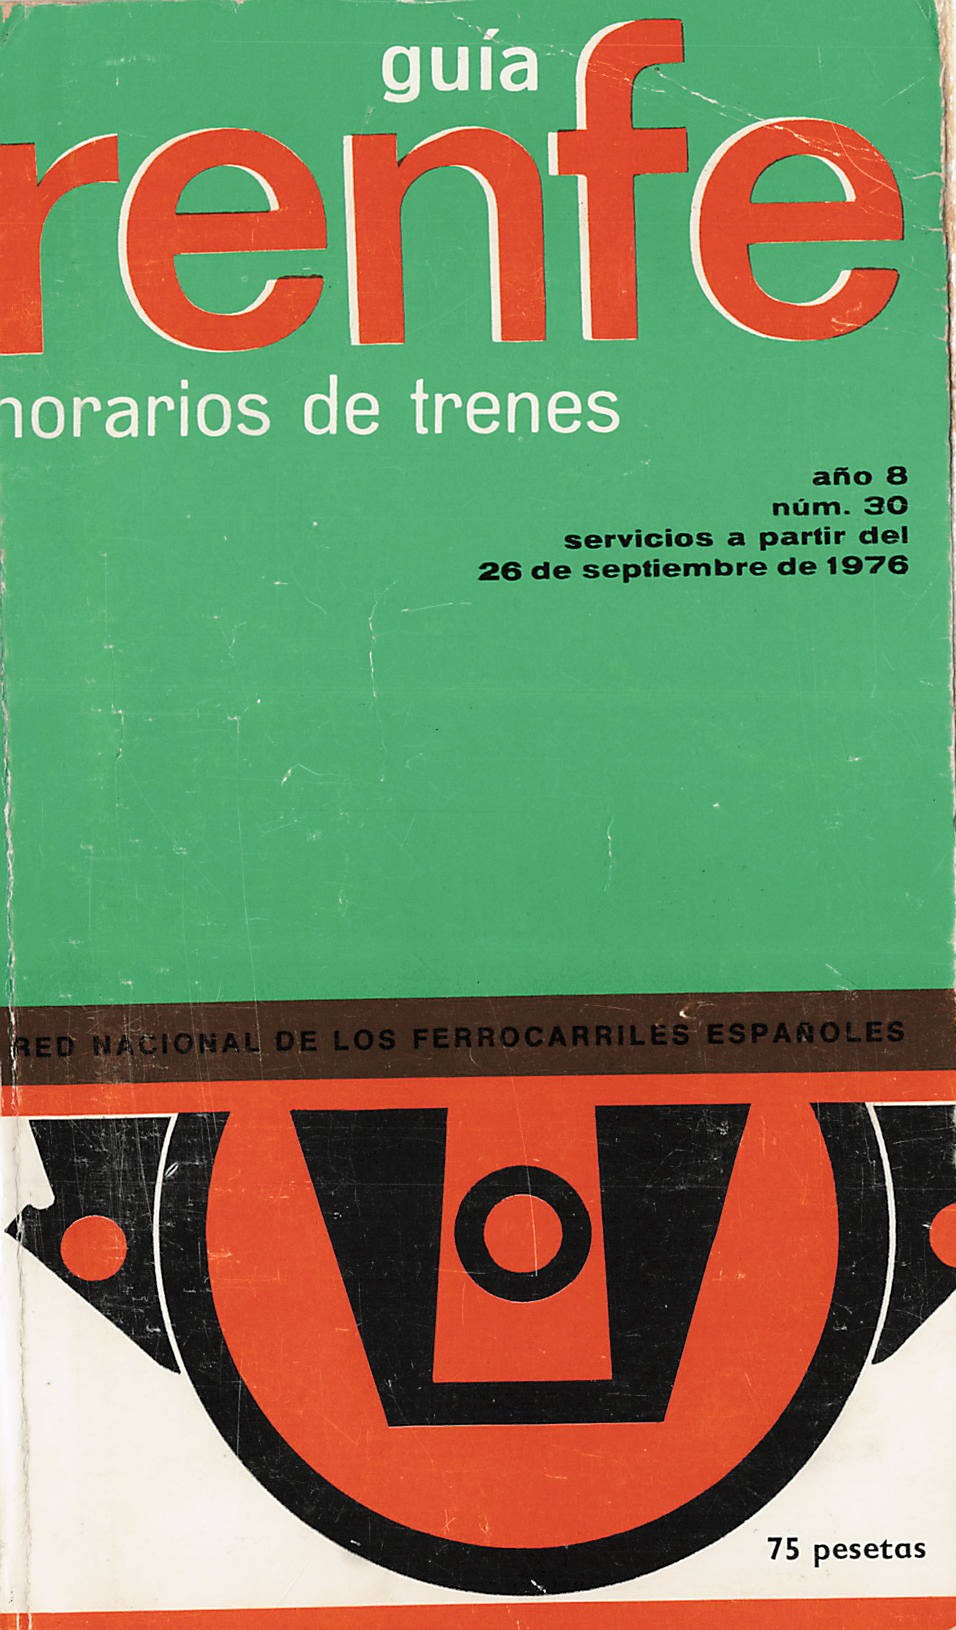 guía
renfe
horarios de trenes
año 8
núm. 30
servicios a partir del
26 de septiembre de 1976
RED NACIONAL DE LOS FERROCARRILES ESPAÑOLES
75 pesetas